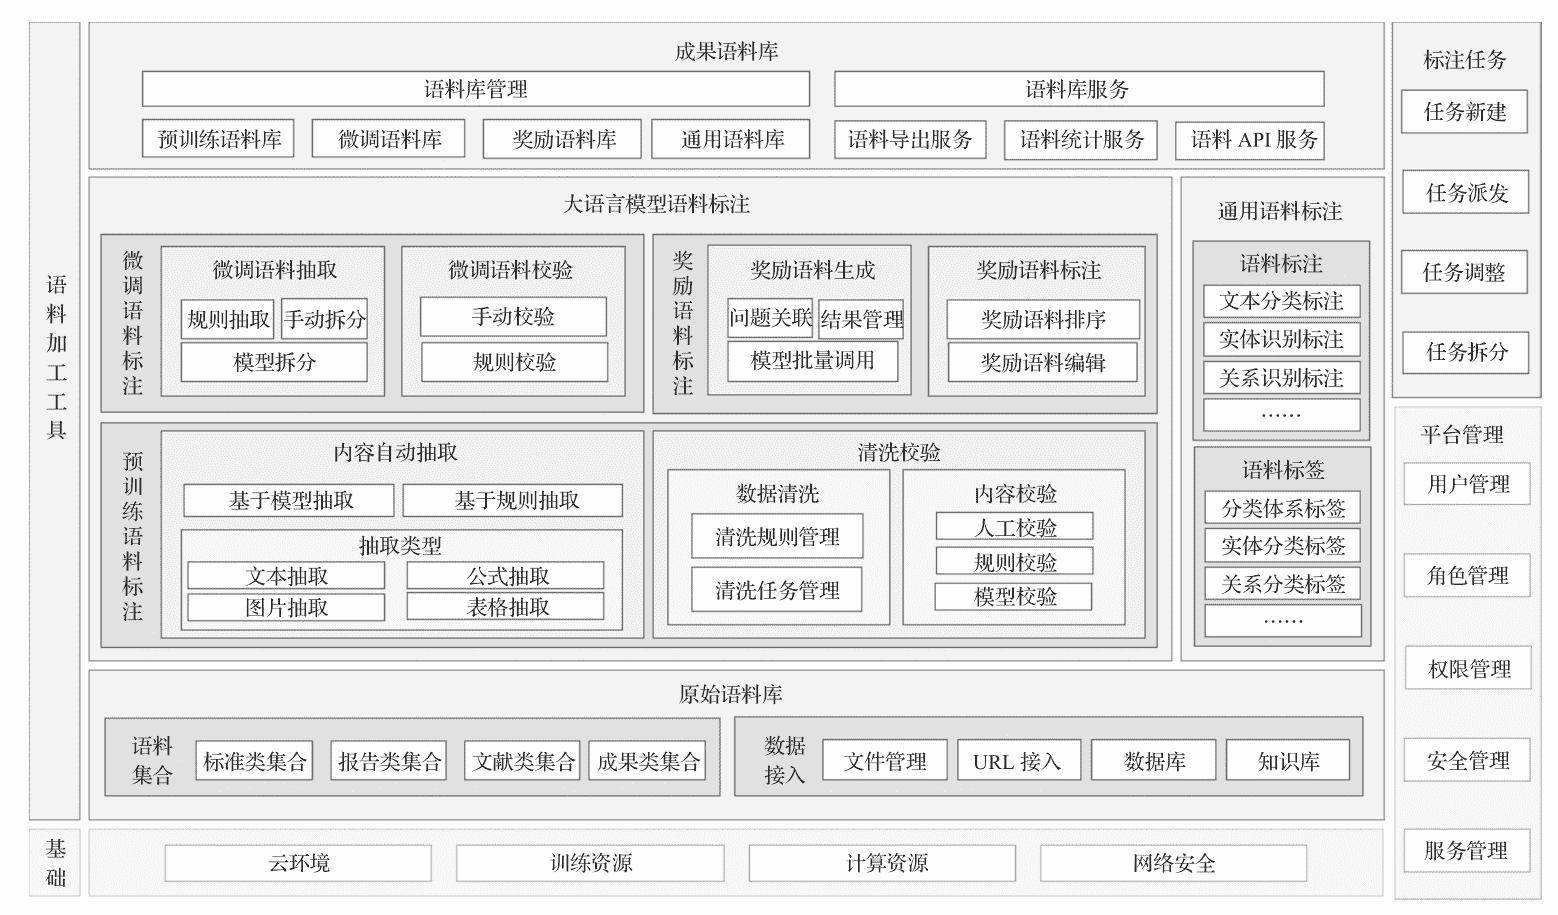 语料加工工具
成果语料库
语料库管理
语料库服务
预训练语料库
微调语料库
奖励语料库
通用语料库
语料导出服务
语料统计服务
语料 API 服务
大语言模型语料标注
微调语料标注
微调语料抽取
规则抽取
手动拆分
模型拆分
微调语料校验
手动校验
规则校验
奖励语料标注
奖励语料生成
问题关联
结果管理
模型批量调用
奖励语料标注
奖励语料排序
奖励语料编辑
预训练语料标注
内容自动抽取
基于模型抽取
基于规则抽取
抽取类型
文本抽取
公式抽取
图片抽取
表格抽取
清洗校验
数据清洗
清洗规则管理
清洗任务管理
内容校验
人工校验
规则校验
模型校验
通用语料标注
语料标注
文本分类标注
实体识别标注
关系识别标注
……
语料标签
分类体系标签
实体分类标签
关系分类标签
……
原始语料库
语料
集合
标准类集合
报告类集合
文献类集合
成果类集合
数据
接入
文件管理
URL 接入
数据库
知识库
基础
云环境
训练资源
计算资源
网络安全
标注任务
任务新建
任务派发
任务调整
任务拆分
平台管理
用户管理
角色管理
权限管理
安全管理
服务管理